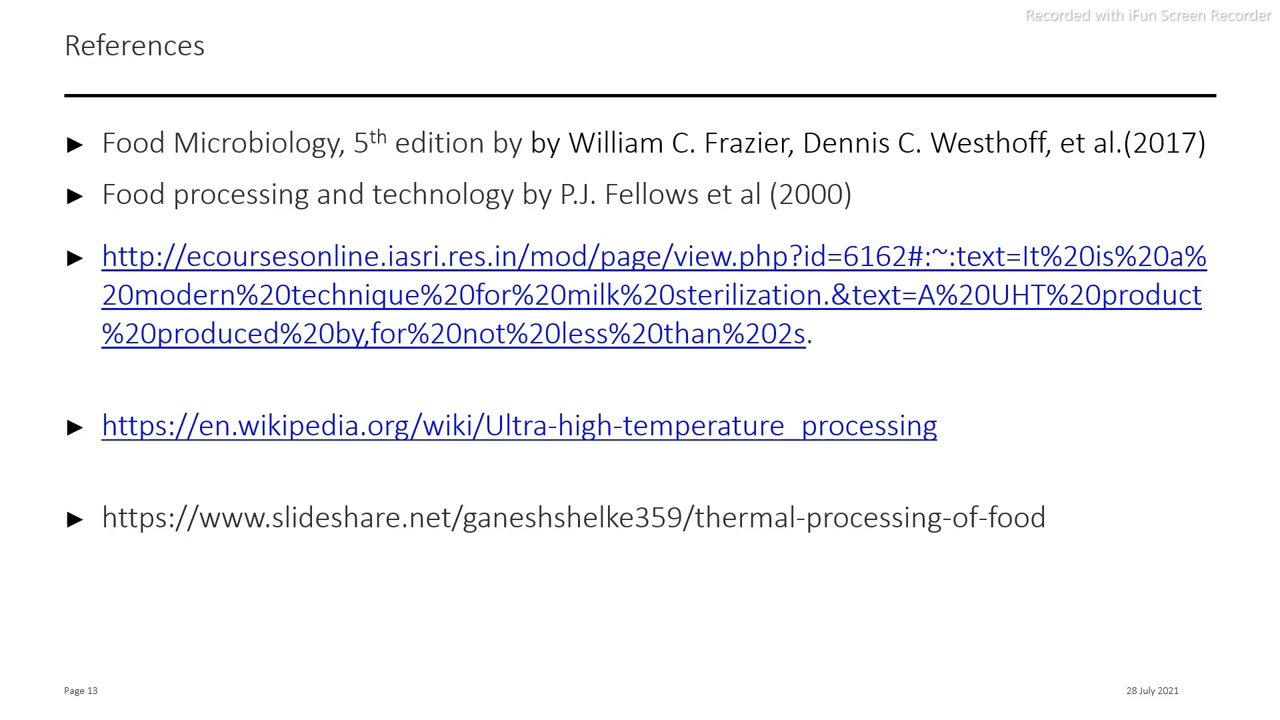 Recorded with iFun Screen Recorder
References
► Food Microbiology, 5th edition by by William C. Frazier, Dennis C. Westhoff, et al.(2017)
► Food processing and technology by P.J. Fellows et al (2000)
► http://ecoursesonline.iasri.res.in/mod/page/view.php?id=6162#:~:text=It%20is%20a%
20modern%20technique%20for%20milk%20sterilization.&text=A%20UHT%20product
%20produced%20by,for%20not%20less%20than%202s.
► https://en.wikipedia.org/wiki/Ultra-high-temperature_processing
► https://www.slideshare.net/ganeshshelke359/thermal-processing-of-food
Page 13
28 July 2021